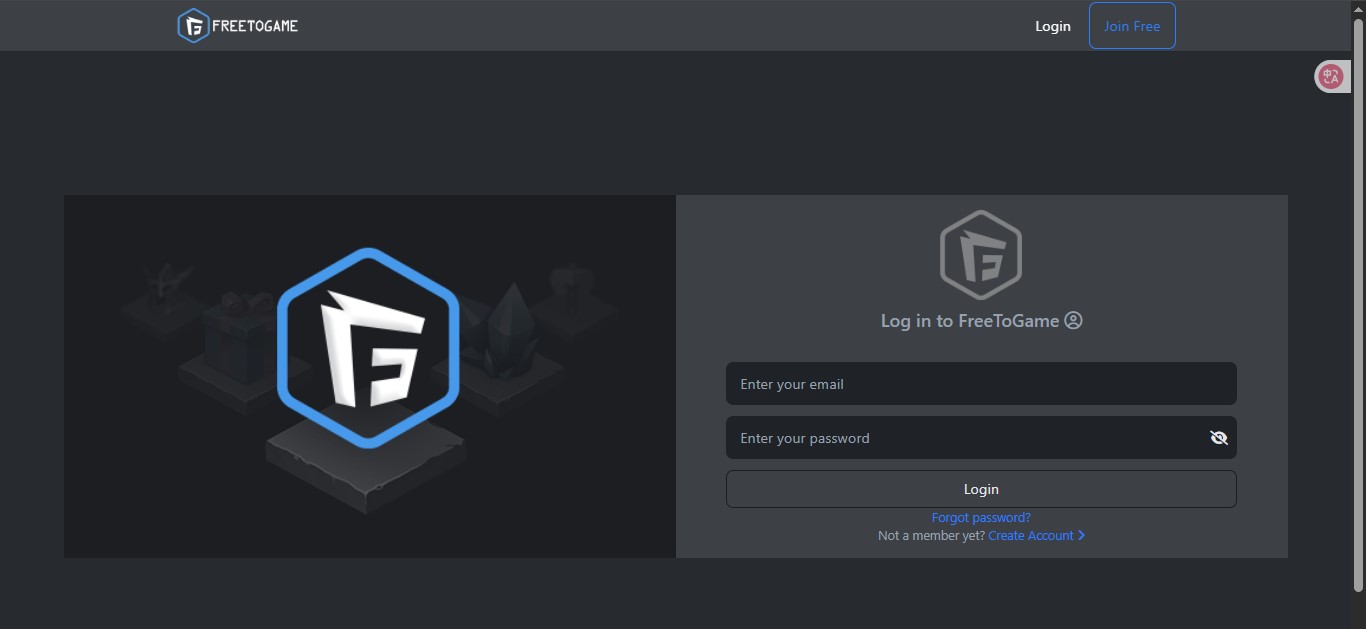 FREETOGAME
Login
Join Free
Log in to FreeToGame
Enter your email
Enter your password
Login
Forgot password?
Not a member yet? Create Account